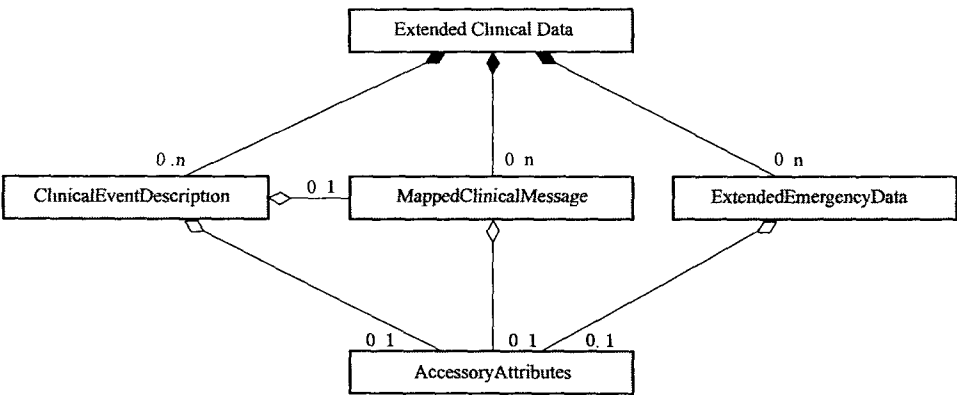 Extended Clinical Data
0 .n
0 n
0 n
ClinicalEventDescription
0 1
MappedClinicalMessage
ExtendedEmergencyData
0 1
0 1
0. 1
AccessoryAttributes